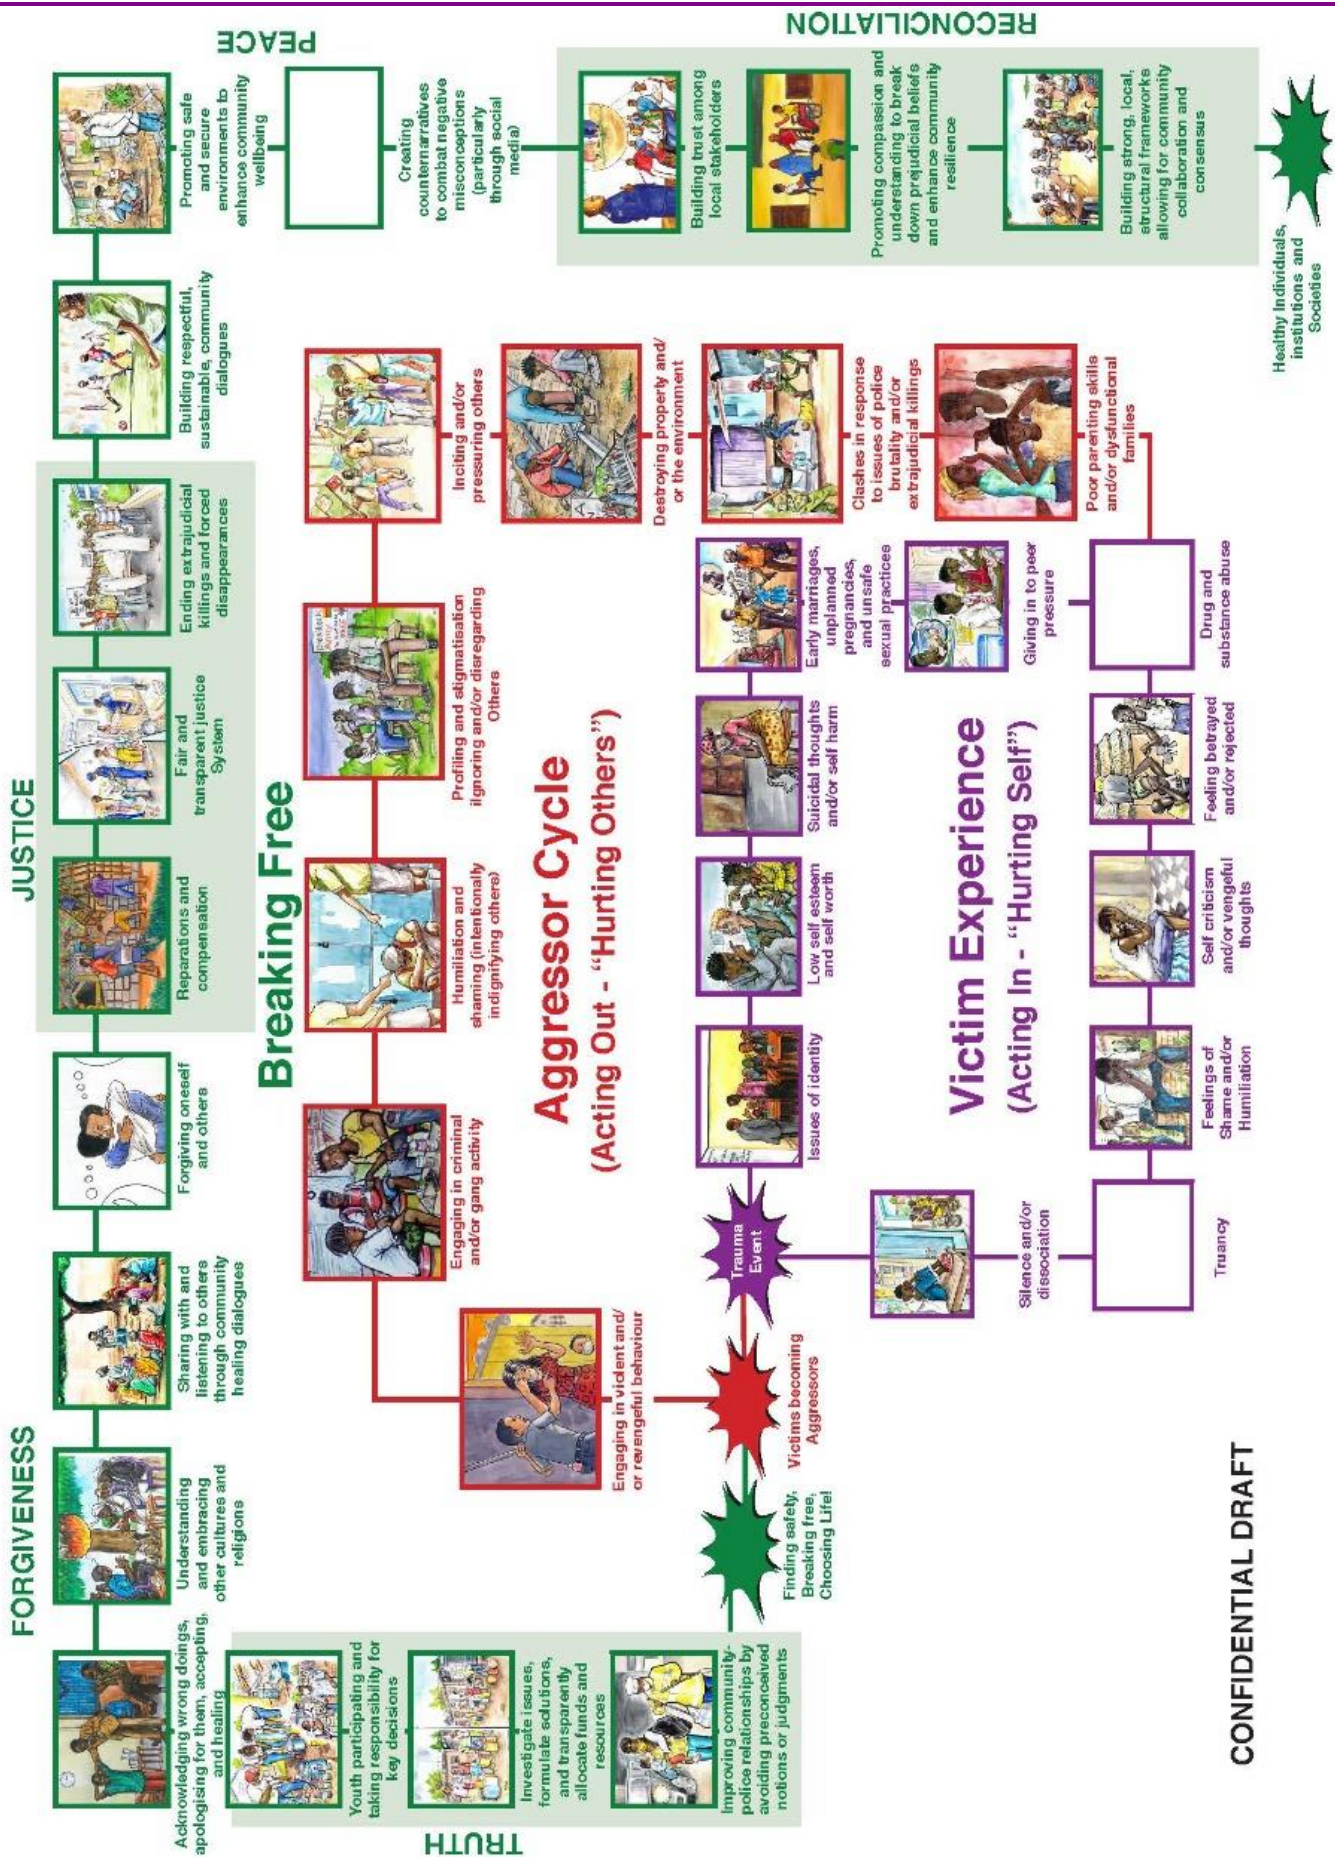 FORGIVENESS
JUSTICE
PEACE
TRUTH
RECONCILIATION
Improving community-
police relationships by
avoiding preconceived
notions or judgments
Investigate issues,
formulate solutions,
and transparently
allocate funds and
resources
Youth participating and
taking responsibility for
key decisions
Acknowledging wrong doings,
apologising for them, accepting,
and healing
Understanding
and embracing
other cultures and
religions
Sharing with and
listening to others
through community
healing dialogues
Forgiving oneself
and others
Reparations and
compensation
Fair and
transparent justice
System
Ending extrajudicial
killings and forced
disappearances
Building respectful,
sustainable, community
dialogues
Promoting safe
and secure
environments to
enhance community
wellbeing
Creating
counternarratives
to combat negative
misconceptions
(particularly
through social
media)
Building trust among
local stakeholders
Promoting compassion and
understanding to break
down prejudicial beliefs
and enhance community
resilience
Building strong, local,
structural frameworks
allowing for community
collaboration and
consensus
Healthy Individuals,
institutions and
Societies
Breaking Free
Engaging in violent and/
or revengeful behaviour
Engaging in criminal
and/or gang activity
Humiliation and
shaming (intentionally
indignifying others)
Profiling and stigmatisation
iIgnoring and/or disregarding
Others
Inciting and/or
pressuring others
Destroying property and/
or the environment
Clashes in response
to issues of police
brutality and/or
extrajudicial killings
Poor parenting skills
and/or dysfunctional
families
Aggressor Cycle
(Acting Out - “Hurting Others”)
Finding safety,
Breaking free,
Choosing Life!
Victims becoming
Aggressors
Trauma
Event
Issues of identity
Low self esteem
and self worth
Suicidal thoughts
and/or self harm
Early marriages,
unplanned
pregnancies,
and unsafe
sexual practices
Giving in to peer
pressure
Drug and
substance abuse
Feeling betrayed
and/or rejected
Self criticism
and/or vengeful
thoughts
Feelings of
Shame and/or
Humiliation
Truancy
Silence and/or
dissociation
Victim Experience
(Acting In - “Hurting Self”)
CONFIDENTIAL DRAFT